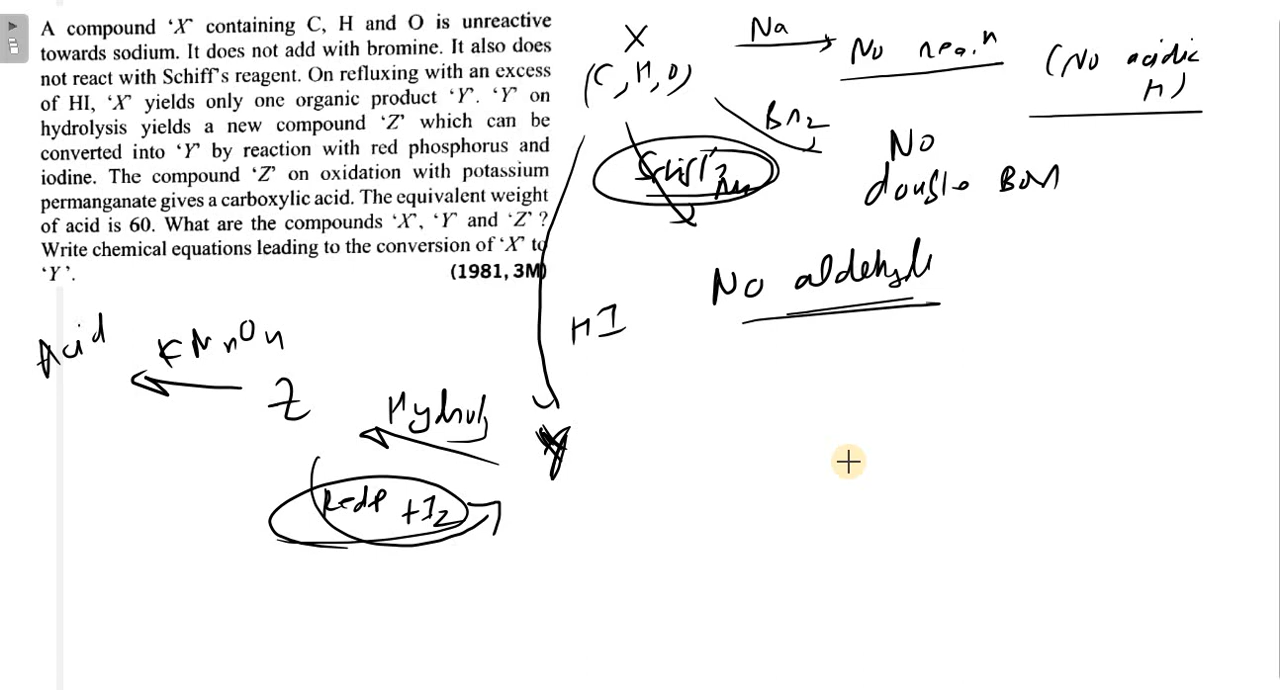 A compound ‘X’ containing C, H and O is unreactive
towards sodium. It does not add with bromine. It also does
not react with Schiff's reagent. On refluxing with an excess
of HI, ‘X’ yields only one organic product ‘Y’. ‘Y’ on
hydrolysis yields a new compound ‘Z’ which can be
converted into ‘Y’ by reaction with red phosphorus and
iodine. The compound ‘Z’ on oxidation with potassium
permanganate gives a carboxylic acid. The equivalent weight
of acid is 60. What are the compounds ‘X’, ‘Y’ and ‘Z’ ?
Write chemical equations leading to the conversion of ‘X’ to
‘Y’.
(1981, 3M)
X
(C, H, O)
Na
No reaⁿ
(No acidic
H)
Br2
No
double
Schiff's
No aldehyde
HI
Y
Hydrol
Z
KMnO4
Acid
Red P + I2